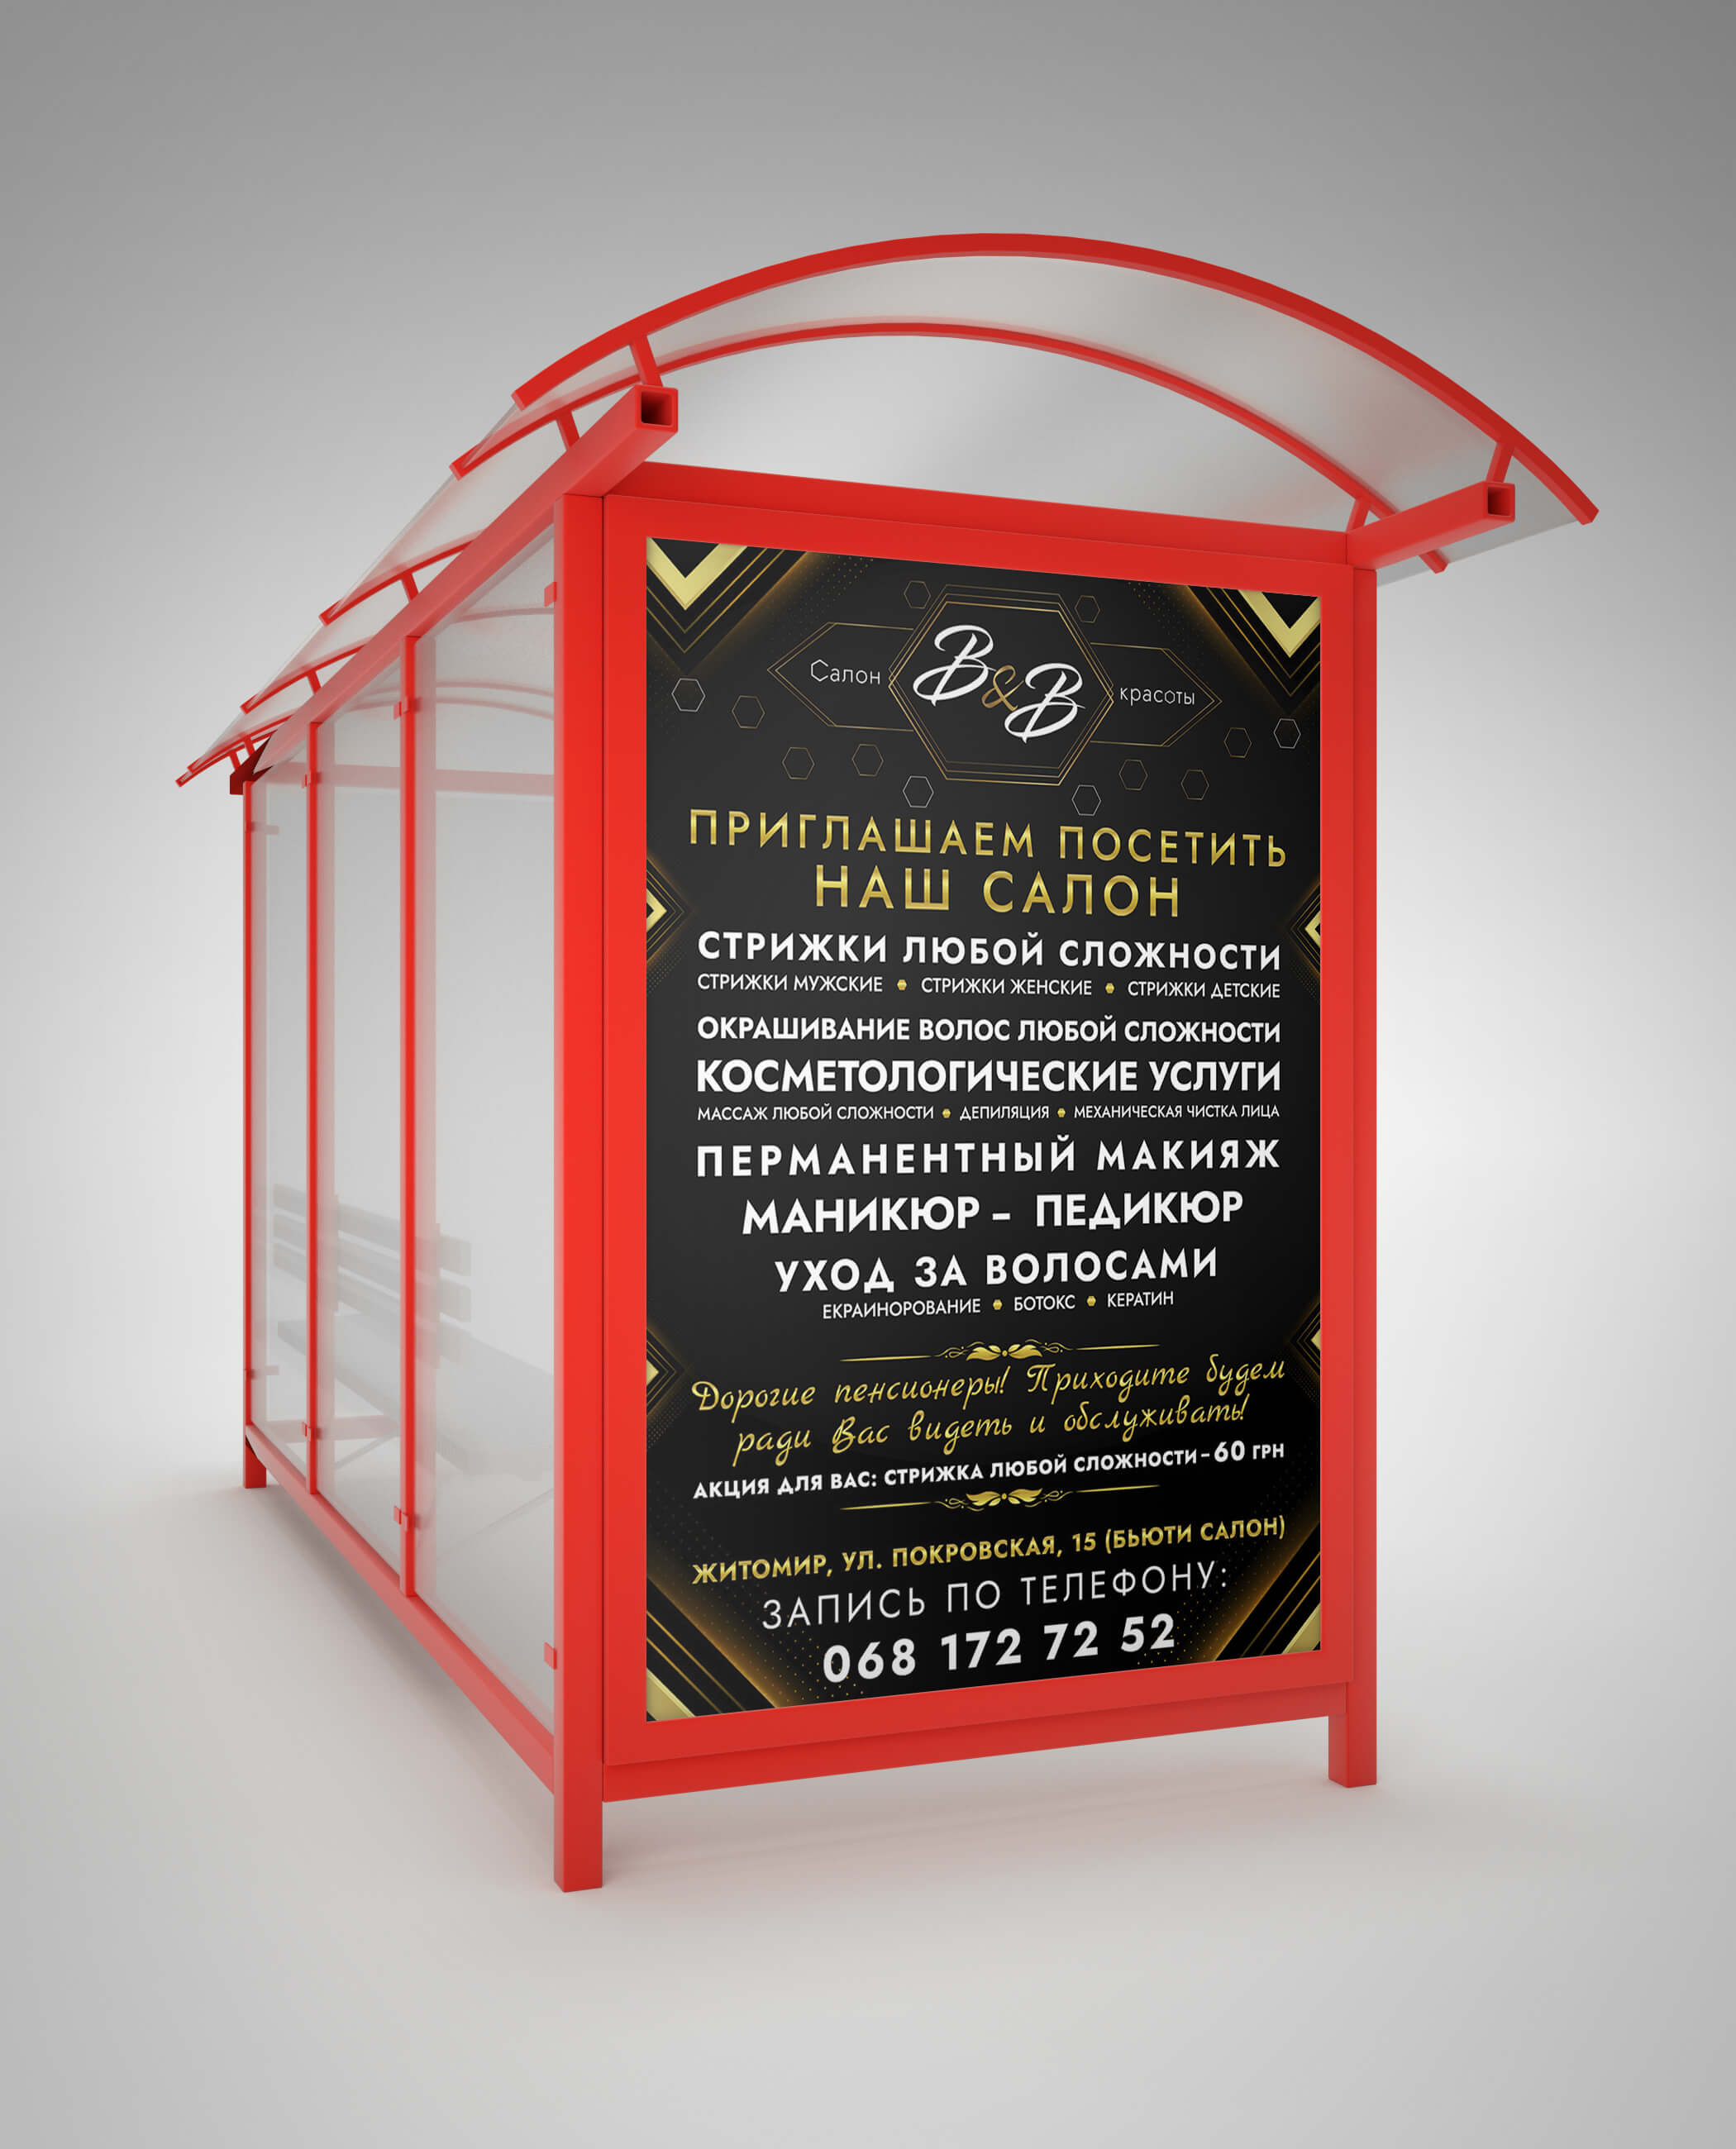 Салон B&B красоты
ПРИГЛАШАЕМ ПОСЕТИТЬ
НАШ САЛОН
СТРИЖКИ ЛЮБОЙ СЛОЖНОСТИ
СТРИЖКИ МУЖСКИЕ • СТРИЖКИ ЖЕНСКИЕ • СТРИЖКИ ДЕТСКИЕ
ОКРАШИВАНИЕ ВОЛОС ЛЮБОЙ СЛОЖНОСТИ
КОСМЕТОЛОГИЧЕСКИЕ УСЛУГИ
МАССАЖ ЛЮБОЙ СЛОЖНОСТИ • ДЕПИЛЯЦИЯ • МЕХАНИЧЕСКАЯ ЧИСТКА ЛИЦА
ПЕРМАНЕНТНЫЙ МАКИЯЖ
МАНИКЮР – ПЕДИКЮР
УХОД ЗА ВОЛОСАМИ
ЕКРАИНОРОВАНИЕ • БОТОКС • КЕРАТИН
Дорогие пенсионеры! Приходите будем
ради Вас видеть и обслуживать!
АКЦИЯ ДЛЯ ВАС: СТРИЖКА ЛЮБОЙ СЛОЖНОСТИ – 60 ГРН
ЖИТОМИР, УЛ. ПОКРОВСКАЯ, 15 (БЬЮТИ САЛОН)
ЗАПИСЬ ПО ТЕЛЕФОНУ:
068 172 72 52